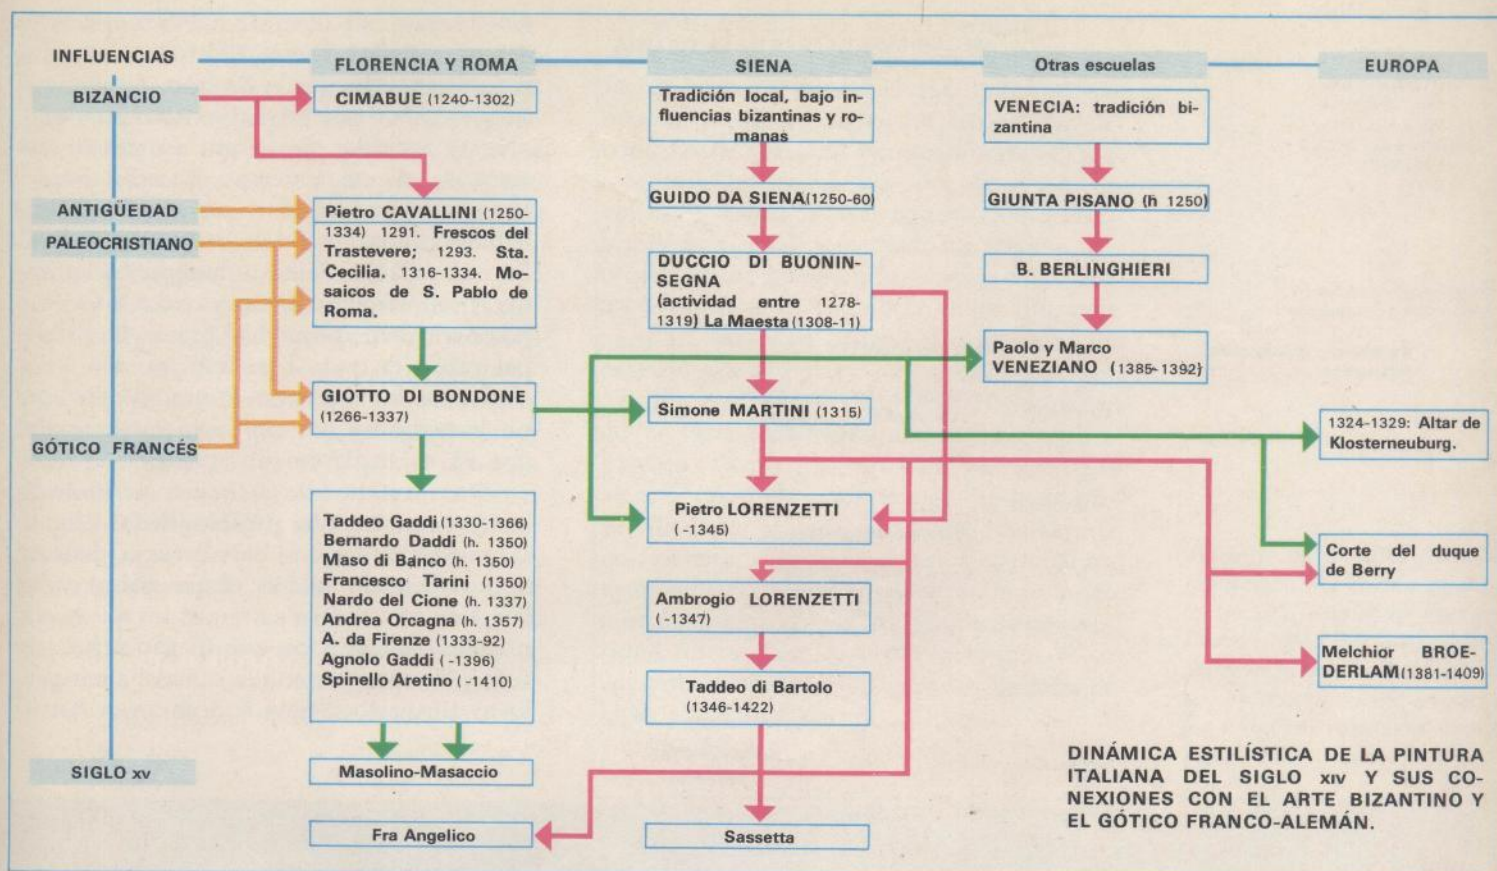 INFLUENCIAS
FLORENCIA Y ROMA
SIENA
Otras escuelas
EUROPA
BIZANCIO
ANTIGÜEDAD
PALEOCRISTIANO
GÓTICO FRANCÉS
SIGLO xv
CIMABUE (1240-1302)
Pietro CAVALLINI (1250-
1334) 1291. Frescos del
Trastevere; 1293. Sta.
Cecilia. 1316-1334. Mo-
saicos de S. Pablo de
Roma.
GIOTTO DI BONDONE
(1266-1337)
Taddeo Gaddi (1330-1366)
Bernardo Daddi (h. 1350)
Maso di Banco (h. 1350)
Francesco Tarini (1350)
Nardo del Cione (h. 1337)
Andrea Orcagna (h. 1357)
A. da Firenze (1333-92)
Agnolo Gaddi ( -1396)
Spinello Aretino ( -1410)
Masolino-Masaccio
Fra Angelico
Tradición local, bajo in-
fluencias bizantinas y ro-
manas
GUIDO DA SIENA (1250-60)
DUCCIO DI BUONIN-
SEGNA
(actividad entre 1278-
1319) La Maesta (1308-11)
Simone MARTINI (1315)
Pietro LORENZETTI
( -1345)
Ambrogio LORENZETTI
( -1347)
Taddeo di Bartolo
(1346-1422)
Sassetta
VENECIA: tradición bi-
zantina
GIUNTA PISANO (h 1250)
B. BERLINGHIERI
Paolo y Marco
VENEZIANO (1385-1392)
1324-1329: Altar de
Klosterneuburg.
Corte del duque
de Berry
Melchior BROE-
DERLAM (1381-1409)
DINÁMICA ESTILÍSTICA DE LA PINTURA
ITALIANA DEL SIGLO xiv Y SUS CO-
NEXIONES CON EL ARTE BIZANTINO Y
EL GÓTICO FRANCO-ALEMÁN.